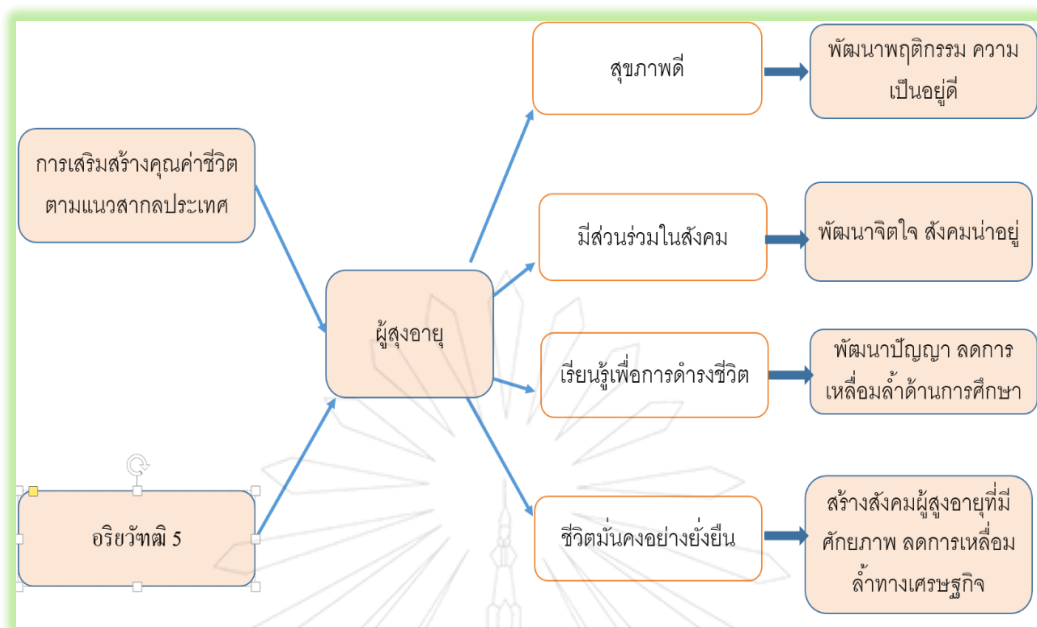 การเสริมสร้างคุณค่าชีวิต
ตามแนวสากลประเทศ
อริยวัฑฒิ 5
ผู้สุงอายุ
สุขภาพดี
พัฒนาพฤติกรรม ความ
เป็นอยู่ดี
มีส่วนร่วมในสังคม
พัฒนาจิตใจ สังคมน่าอยู่
เรียนรู้เพื่อการดำรงชีวิต
พัฒนาปัญญา ลดการ
เหลื่อมล้ำด้านการศึกษา
ชีวิตมั่นคงอย่างยั่งยืน
สร้างสังคมผู้สูงอายุที่มี
ศักยภาพ ลดการเหลื่อม
ล้ำทางเศรษฐกิจ